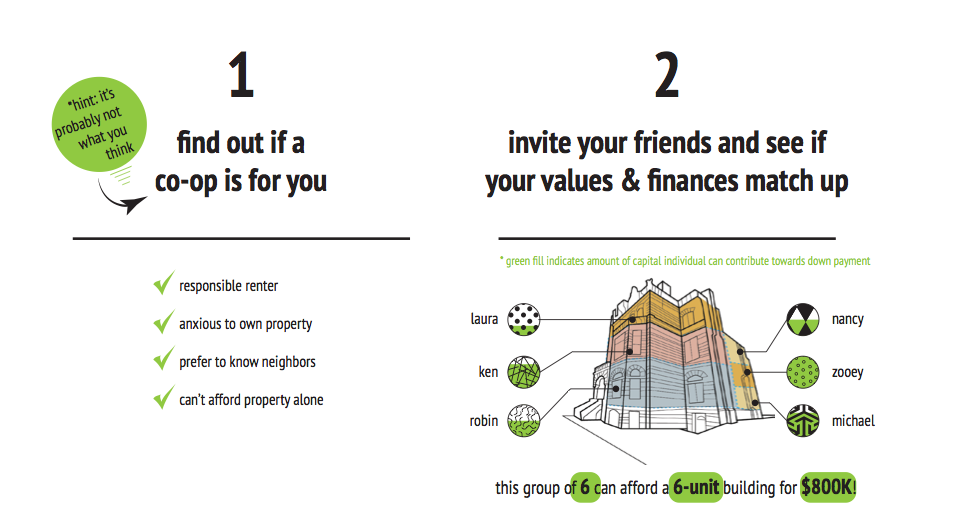 1
*hint: it's
probably not
what you
think
find out if a
co-op is for you
responsible renter
anxious to own property
prefer to know neighbors
can't afford property alone
2
invite your friends and see if
your values & finances match up
* green fill indicates amount of capital individual can contribute towards down payment
laura
ken
robin
nancy
zooey
michael
this group of 6 can afford a 6-unit building for $800K!